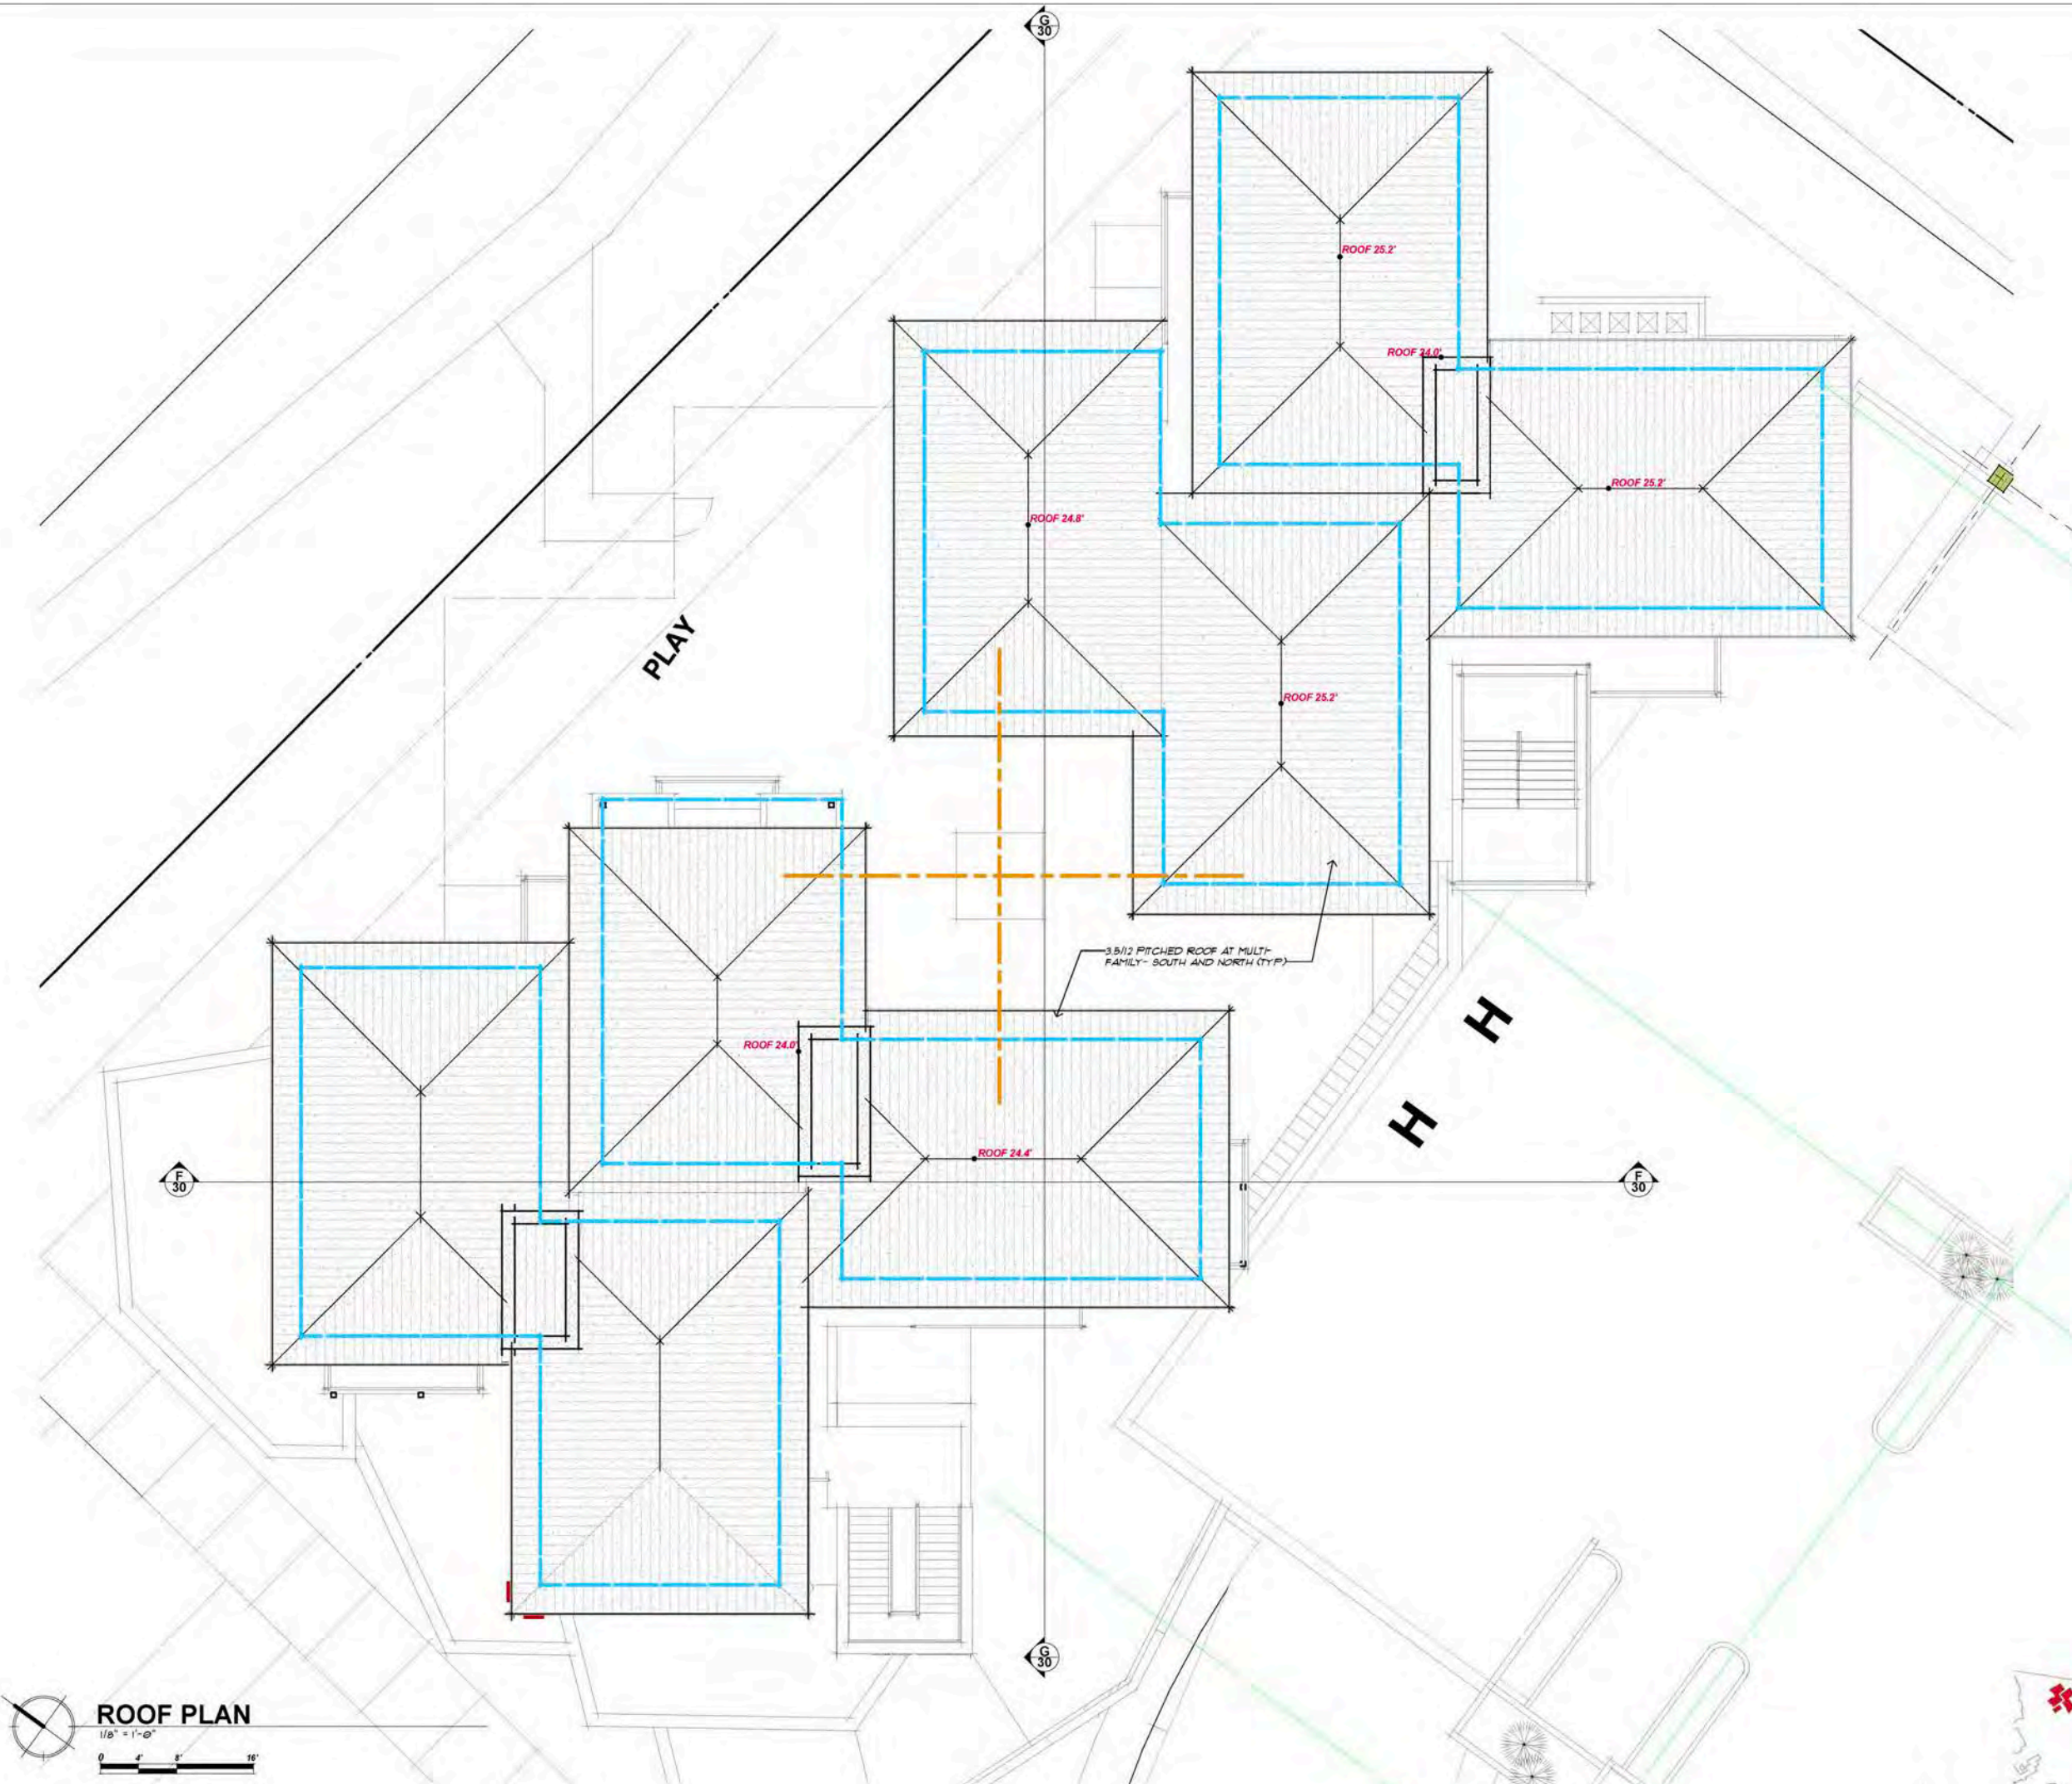 G
30
ROOF 25.2'
ROOF 24.0'
ROOF 25.2'
ROOF 24.8'
PLAY
ROOF 25.2'
3.5/12 PITCHED ROOF AT MULTI-
FAMILY- SOUTH AND NORTH (TYP)
H
H
ROOF 24.0'
ROOF 24.4'
F
30
F
30
G
30
ROOF PLAN
1/8" = 1'-0"
0 4' 8' 16'